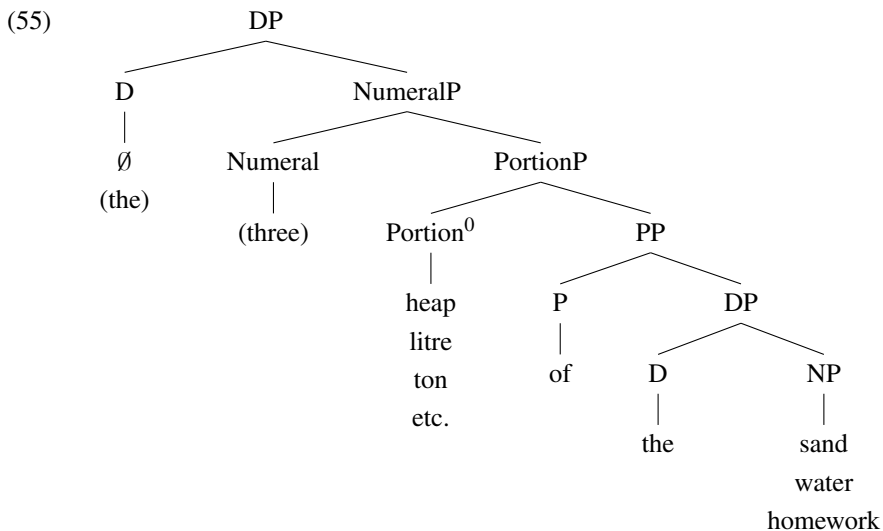 (55) DP
D NumeralP
Ø Numeral PortionP
(the)
(three) Portion⁰ PP
heap P DP
litre
ton of D NP
etc.
the sand
water
homework